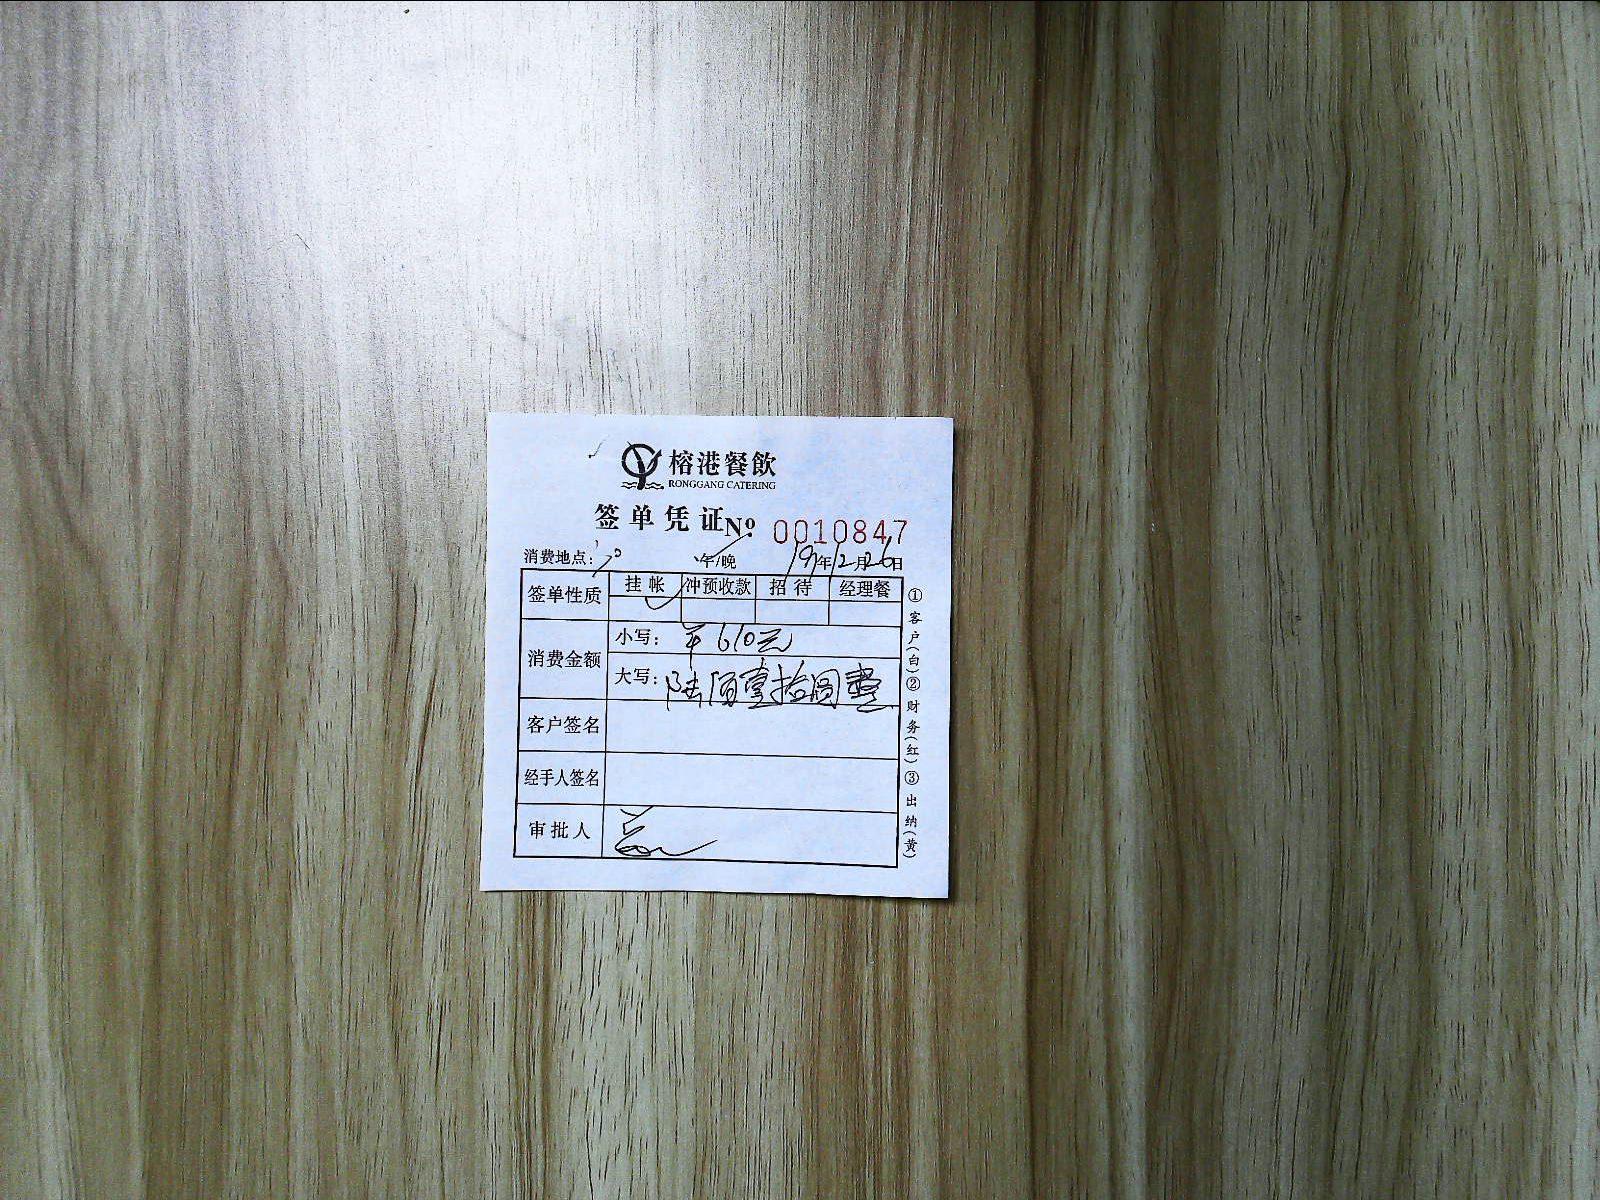 榕港餐飲
RONGGANG CATERING
签单凭证 Nº 0010847
消费地点： 午/晚 19年12月26日
签单性质 挂帐 冲预收款 招待 经理餐
消费金额 小写：¥610元
大写：陆佰壹拾圆整
客户签名
经手人签名
审批人
①客户(白)②财务(红)③出纳(黄)